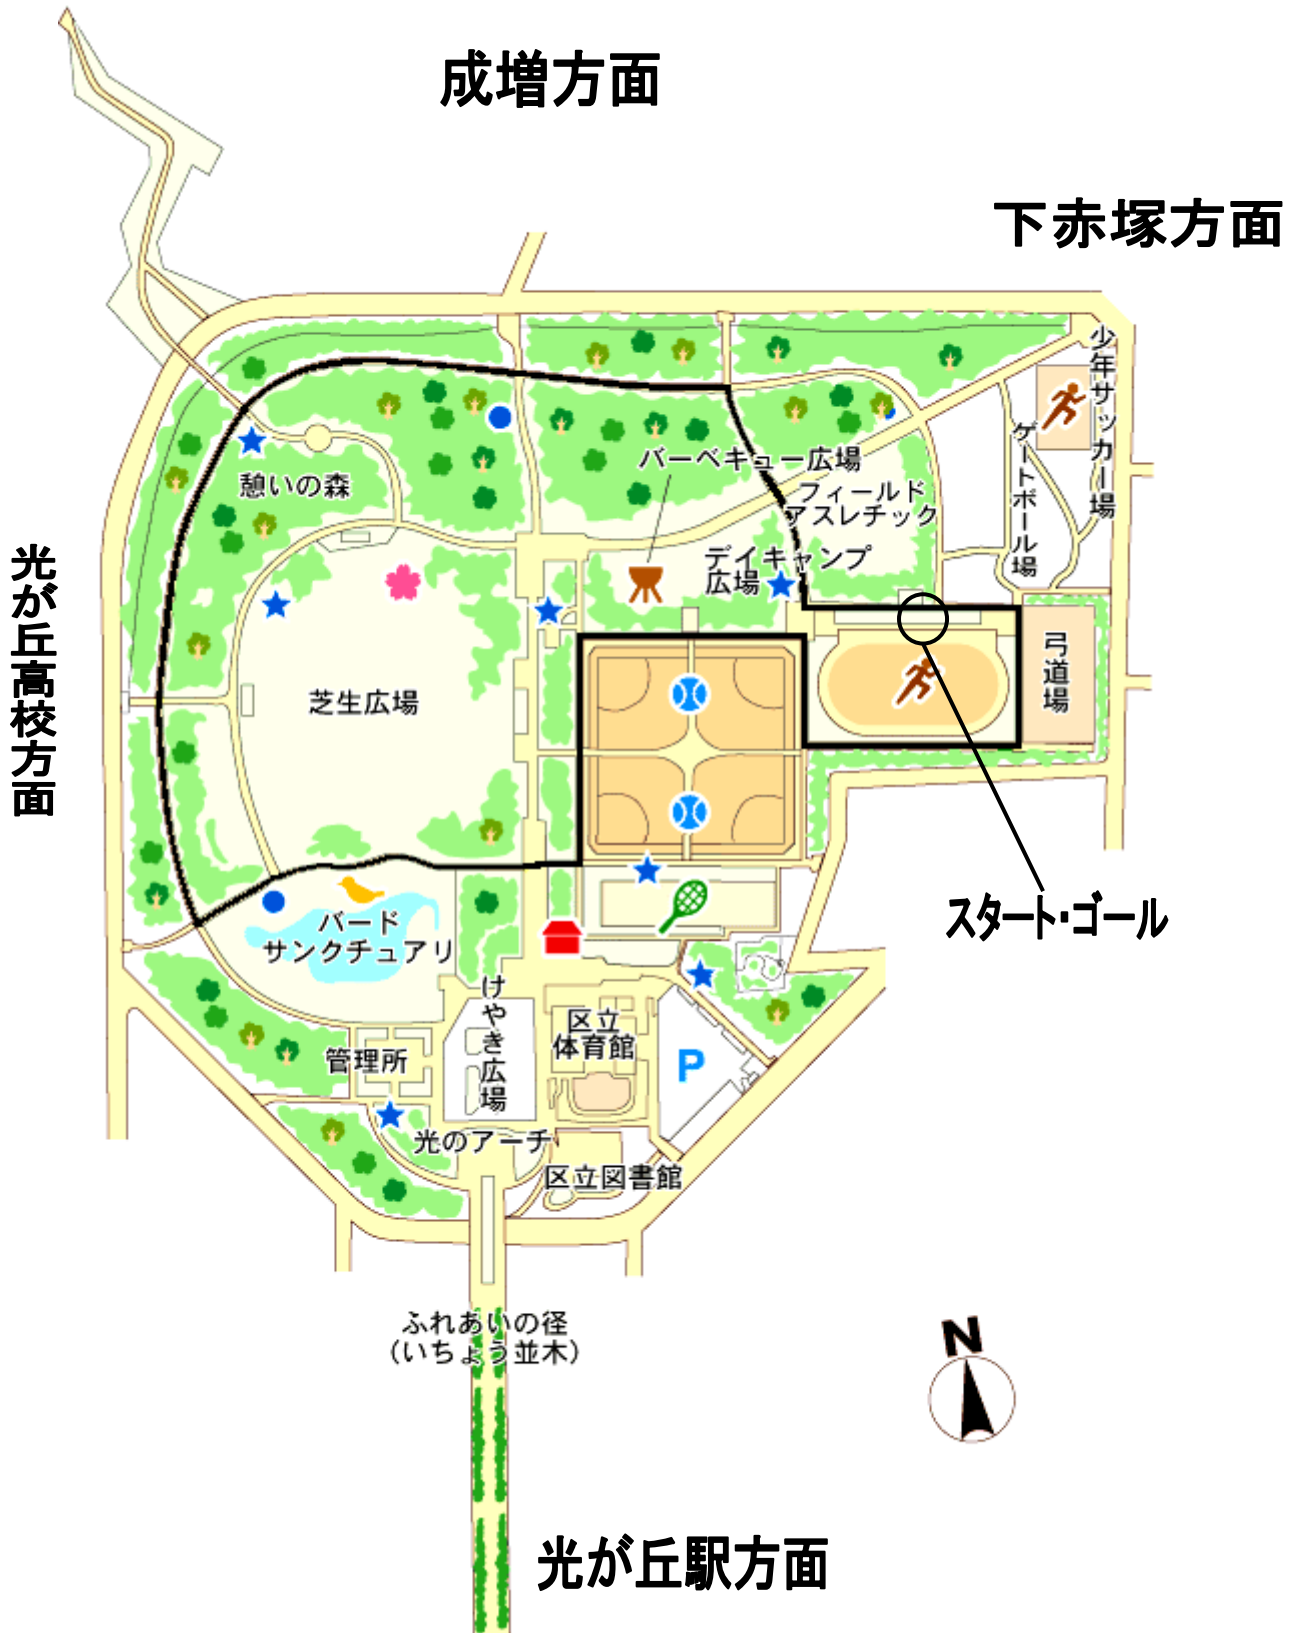 成増方面
下赤塚方面
少年サッカー場
ゲートボール場
バーベキュー広場
憩いの森
フィールド
アスレチック
デイキャンプ
広場
光が丘高校方面
芝生広場
弓道場
スタート・ゴール
バード
サンクチュアリ
けやき広場
区立
体育館
管理所
P
光のアーチ
区立図書館
ふれあいの径
（いちょう並木）
N
光が丘駅方面